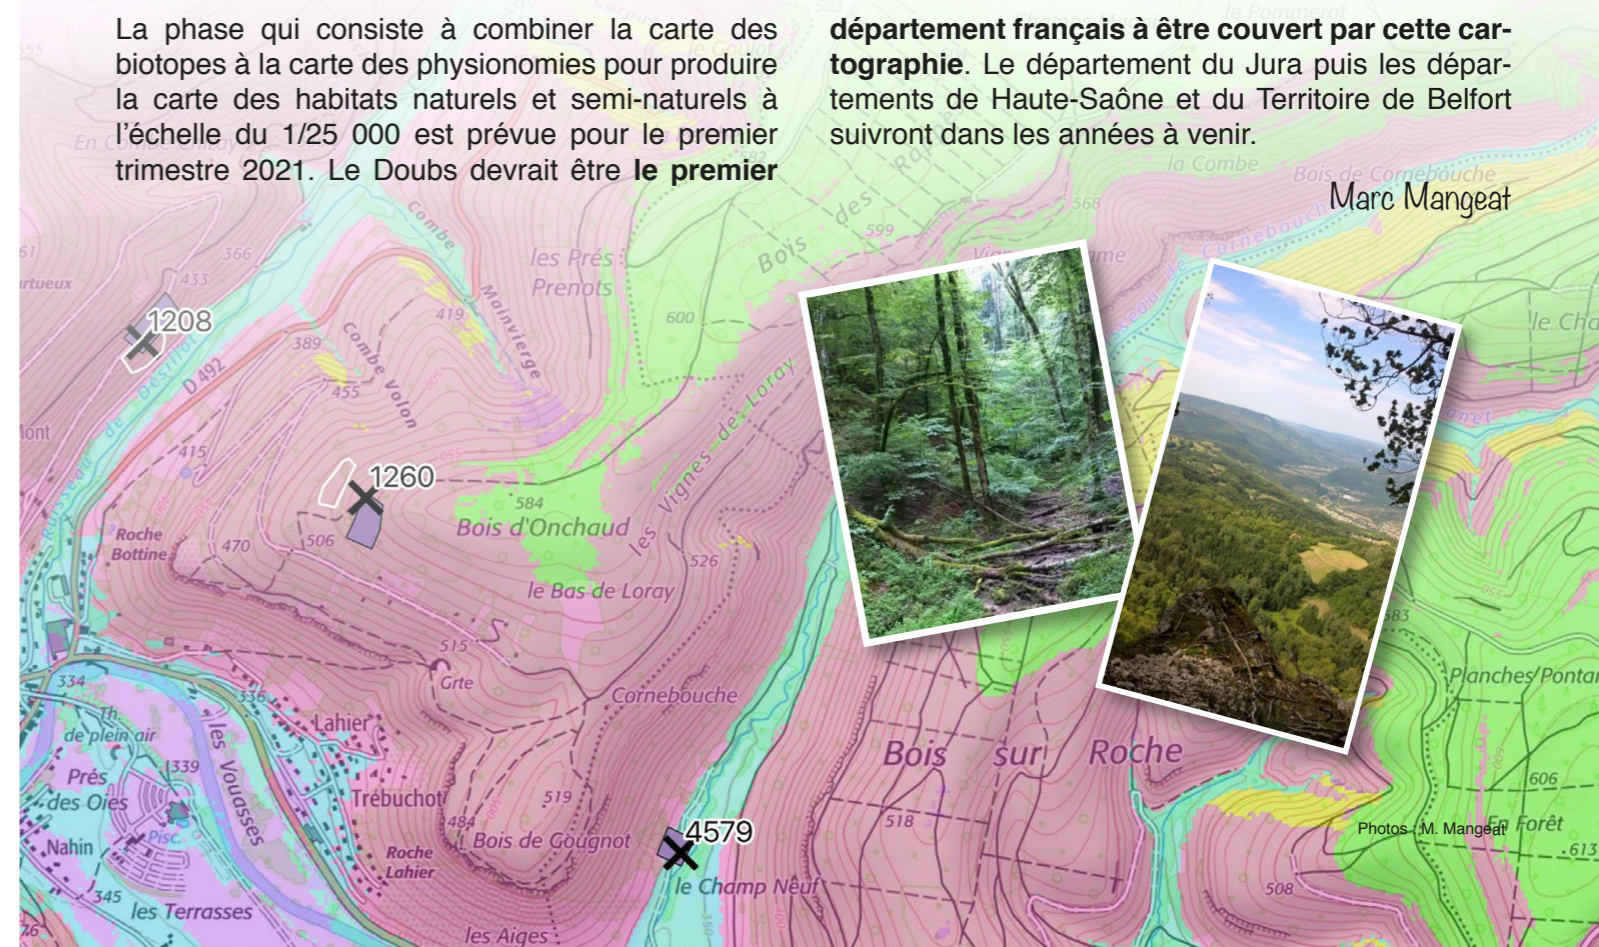 La phase qui consiste à combiner la carte des
biotopes à la carte des physionomies pour produire
la carte des habitats naturels et semi-naturels à
l'échelle du 1/25 000 est prévue pour le premier
trimestre 2021. Le Doubs devrait être le premier
département français à être couvert par cette car-
tographie. Le département du Jura puis les dépar-
tements de Haute-Saône et du Territoire de Belfort
suivront dans les années à venir.
Marc Mangeat
le Pommerot
582
la Combe
Bois de Cornebouche
568
599
Bois des
Combe Mainvierge
366
433
les Prés
Prenots
1208
419
600
389
Combe Volon
455
D 492
Ruisseau de
415
1260
584
Bois d'Onchaud
les Vignes de Loray
Roche
Bottine
470
506
526
le Bas de Loray
515
Grte
334
336
Cornebouche
Th.
de plein air
Lahier
les Vouasses
339
Prés
des Oies
Trébuchot
519
Bois sur Roche
583
Planches
606
Pisc.
484
Bois de Gougnot
4579
518
Photos : M. Mangeat
En Forêt
Nahin
Roche
Lahier
613
345
le Champ Neuf
508
les Terrasses
les Aiges